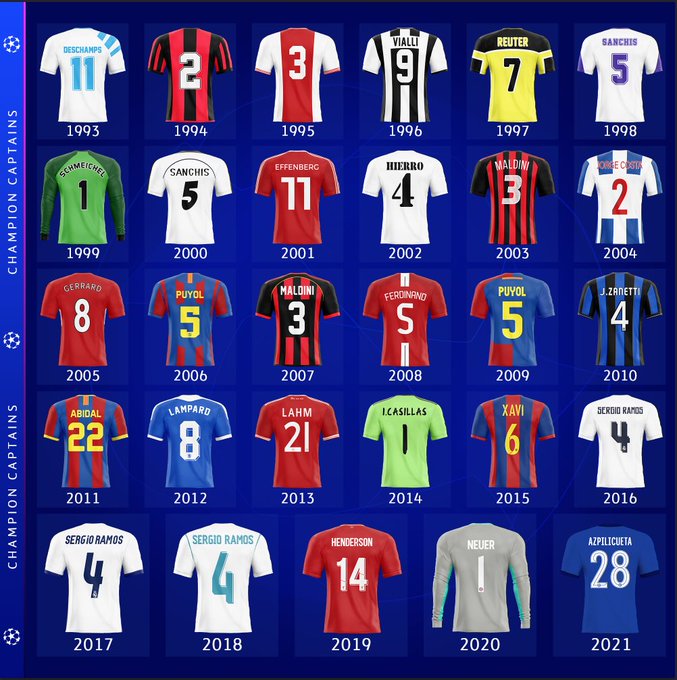 CHAMPION CAPTAINS
CHAMPION CAPTAINS
DESCHAMPS
11
1993
2
1994
3
1995
VIALLI
9
1996
REUTER
7
1997
SANCHIS
5
1998
SCHMEICHEL
1
1999
SANCHIS
5
2000
EFFENBERG
11
2001
HIERRO
4
2002
MALDINI
3
2003
JORGE COSTA
2
2004
GERRARD
8
2005
PUYOL
5
2006
MALDINI
3
2007
FERDINAND
5
2008
PUYOL
5
2009
J.ZANETTI
4
2010
ABIDAL
22
2011
LAMPARD
8
2012
LAHM
21
2013
I.CASILLAS
1
2014
XAVI
6
2015
SERGIO RAMOS
4
2016
SERGIO RAMOS
4
2017
SERGIO RAMOS
4
2018
HENDERSON
14
2019
NEUER
1
2020
AZPILICUETA
28
2021